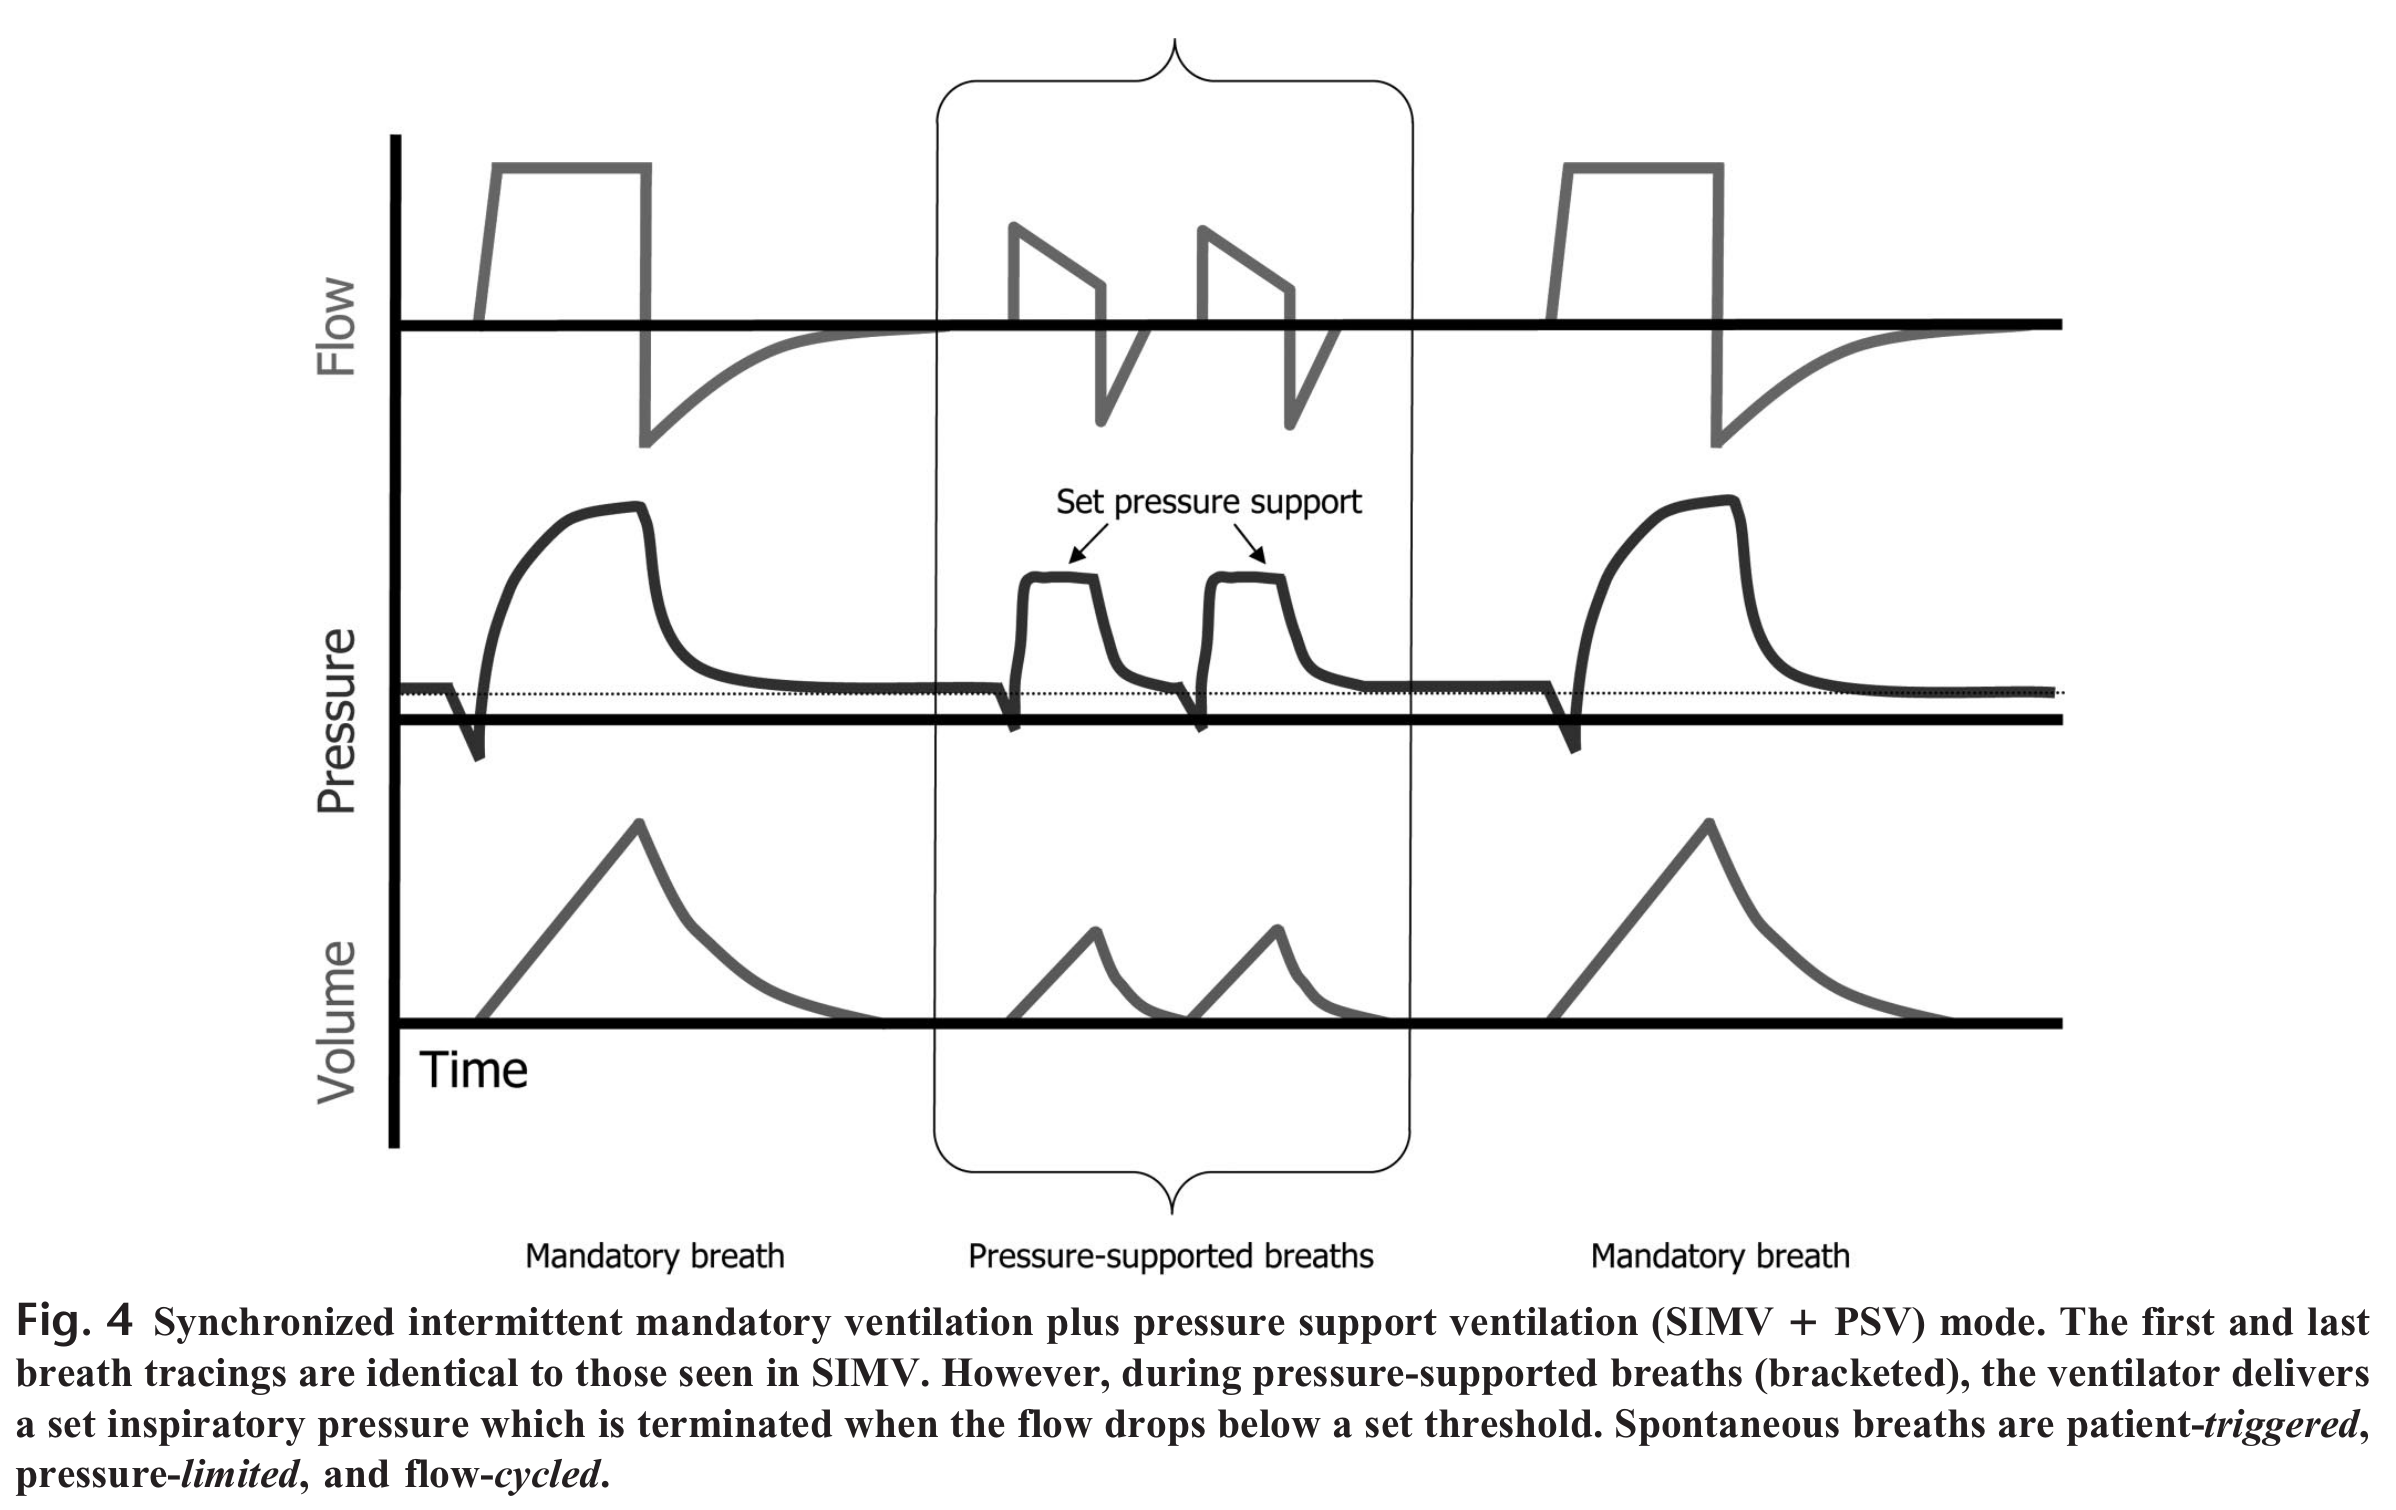 Flow
Set pressure support
Pressure
Volume
Time
Mandatory breath
Pressure-supported breaths
Mandatory breath
Fig. 4 Synchronized intermittent mandatory ventilation plus pressure support ventilation (SIMV + PSV) mode. The first and last
breath tracings are identical to those seen in SIMV. However, during pressure-supported breaths (bracketed), the ventilator delivers
a set inspiratory pressure which is terminated when the flow drops below a set threshold. Spontaneous breaths are patient-triggered,
pressure-limited, and flow-cycled.